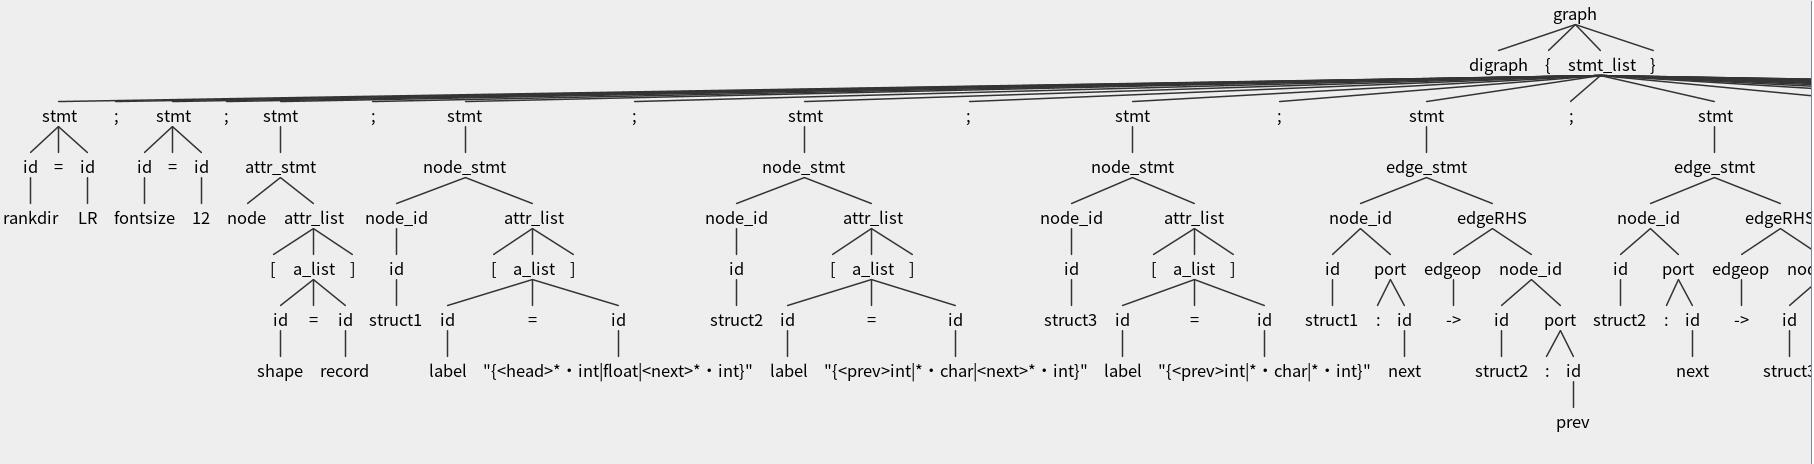 graph
digraph { stmt_list }
stmt ; stmt ; stmt ; stmt ; stmt ; stmt ; stmt ; stmt
id = id id = id attr_stmt node_stmt node_stmt node_stmt edge_stmt edge_stmt
rankdir LR fontsize 12 node attr_list node_id attr_list node_id attr_list node_id attr_list node_id edgeRHS node_id edgeRHS
[ a_list ] id [ a_list ] id [ a_list ] id [ a_list ] id port edgeop node_id id port edgeop
id = id struct1 id = id struct2 id = id struct3 id = id struct1 : id -> id port struct2 : id -> id
shape record label "{<head>*·int|float|<next>*·int}" label "{<prev>int|*·char|<next>*·int}" label "{<prev>int|*·char|*·int}" next struct2 : id next struct3
prev